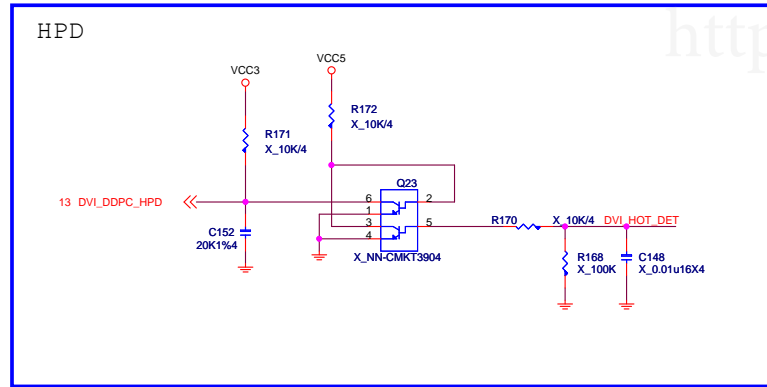 HPD
http
VCC3
VCC5
R171
X_10K/4
R172
X_10K/4
13 DVI_DDPC_HPD
C152
20K1%4
Q23
6
1
3
4
2
5
X_NN-CMKT3904
R170
X_10K/4
DVI_HOT_DET
R168
X_100K
C148
X_0.01u16X4